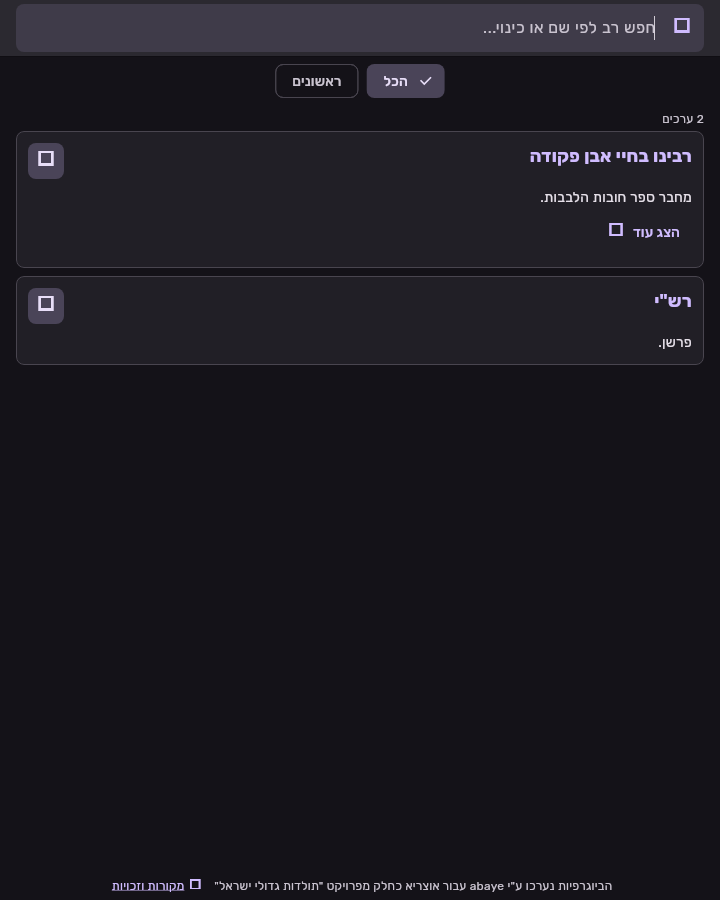 חפש רב לפי שם או כינוי...
הכל
ראשונים
2 ערכים
רבינו בחיי אבן פקודה
מחבר ספר חובות הלבבות.
הצג עוד
רש"י
פרשן.
הביוגרפיות נערכו ע"י abaye עבור אוצריא כחלק מפרויקט "תולדות גדולי ישראל" מקורות וזכויות